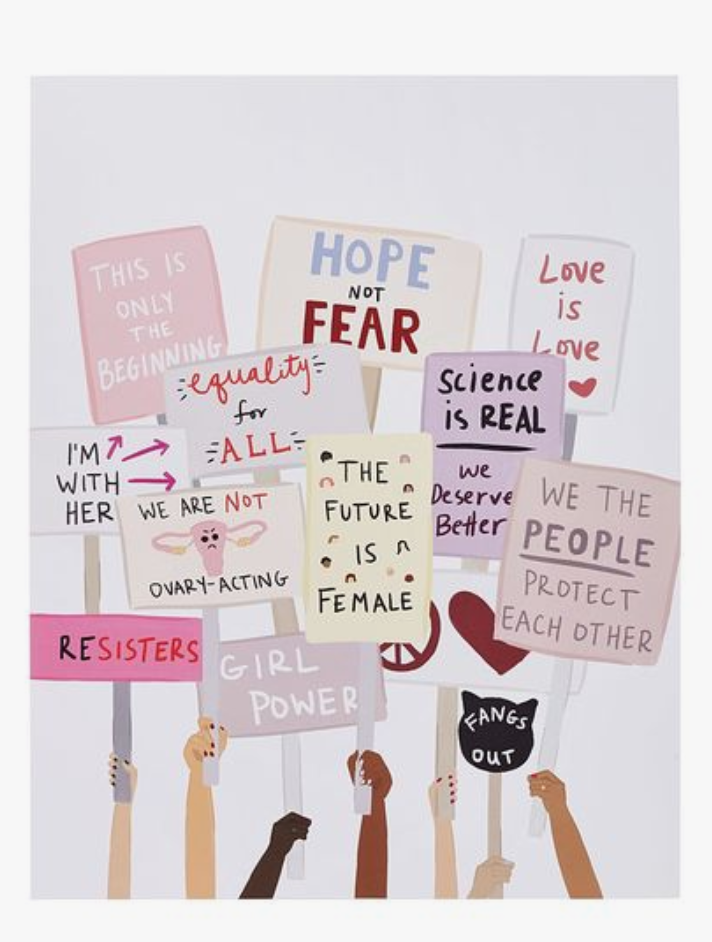 THIS IS
ONLY
THE
BEGINNING
HOPE
NOT
FEAR
Love
is
Love
equality
for
ALL
science
is REAL
we
Deserve
Better
I'M
WITH
HER
WE ARE NOT
OVARY-ACTING
THE
FUTURE
IS
FEMALE
WE THE
PEOPLE
PROTECT
EACH OTHER
RESISTERS
GIRL
POWER
FANGS
OUT